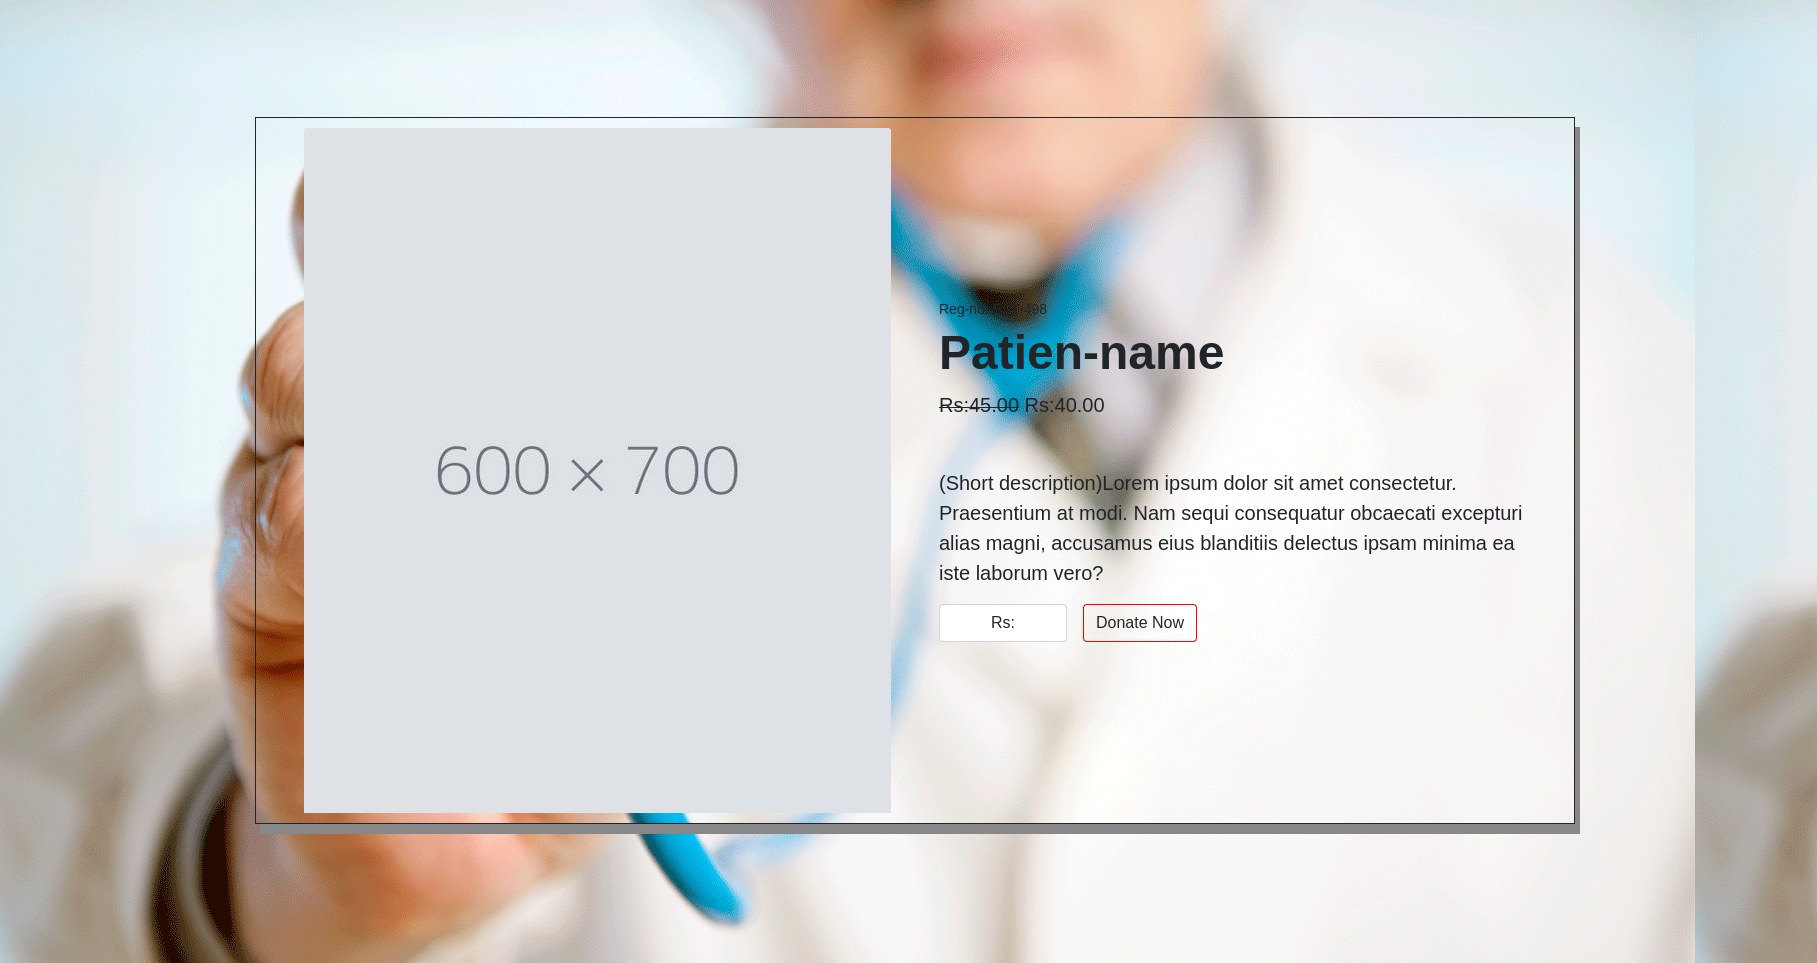 600 × 700
Reg-no: 498
Patien-name
Rs:45.00 Rs:40.00
(Short description)Lorem ipsum dolor sit amet consectetur.
Praesentium at modi. Nam sequi consequatur obcaecati excepturi
alias magni, accusamus eius blanditiis delectus ipsam minima ea
iste laborum vero?
Rs:
Donate Now